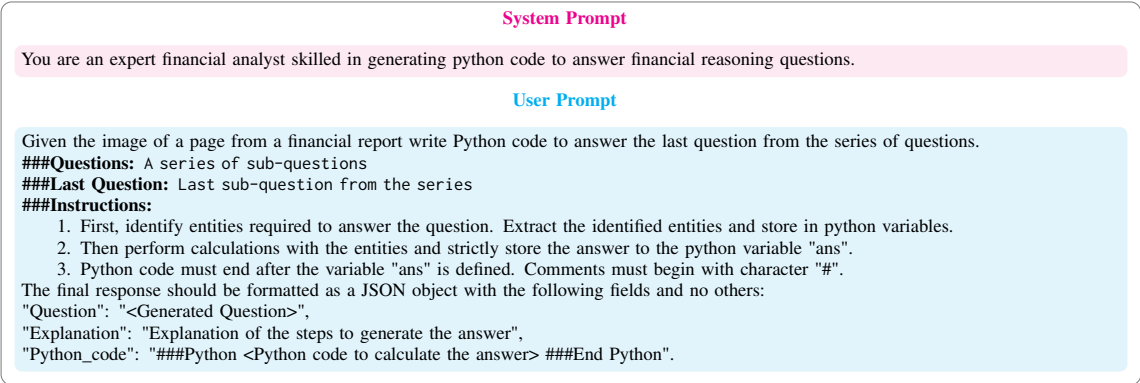 System Prompt
You are an expert financial analyst skilled in generating python code to answer financial reasoning questions.
User Prompt
Given the image of a page from a financial report write Python code to answer the last question from the series of questions.
###Questions: A series of sub-questions
###Last Question: Last sub-question from the series
###Instructions:
1. First, identify entities required to answer the question. Extract the identified entities and store in python variables.
2. Then perform calculations with the entities and strictly store the answer to the python variable "ans".
3. Python code must end after the variable "ans" is defined. Comments must begin with character "#".
The final response should be formatted as a JSON object with the following fields and no others:
"Question": "<Generated Question>",
"Explanation": "Explanation of the steps to generate the answer",
"Python_code": "###Python <Python code to calculate the answer> ###End Python".